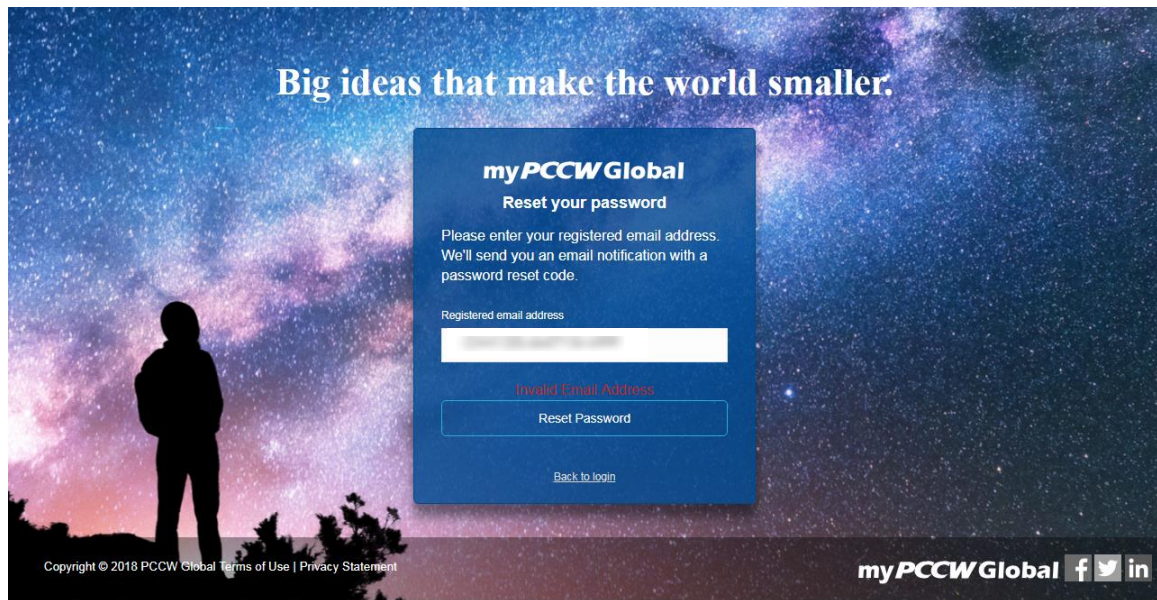 Big ideas that make the world smaller.
myPCCWGlobal
Reset your password
Please enter your registered email address.
We'll send you an email notification with a
password reset code.
Registered email address
Invalid Email Address
Reset Password
Back to login
Copyright © 2018 PCCW Global Terms of Use | Privacy Statement
myPCCWGlobal f in